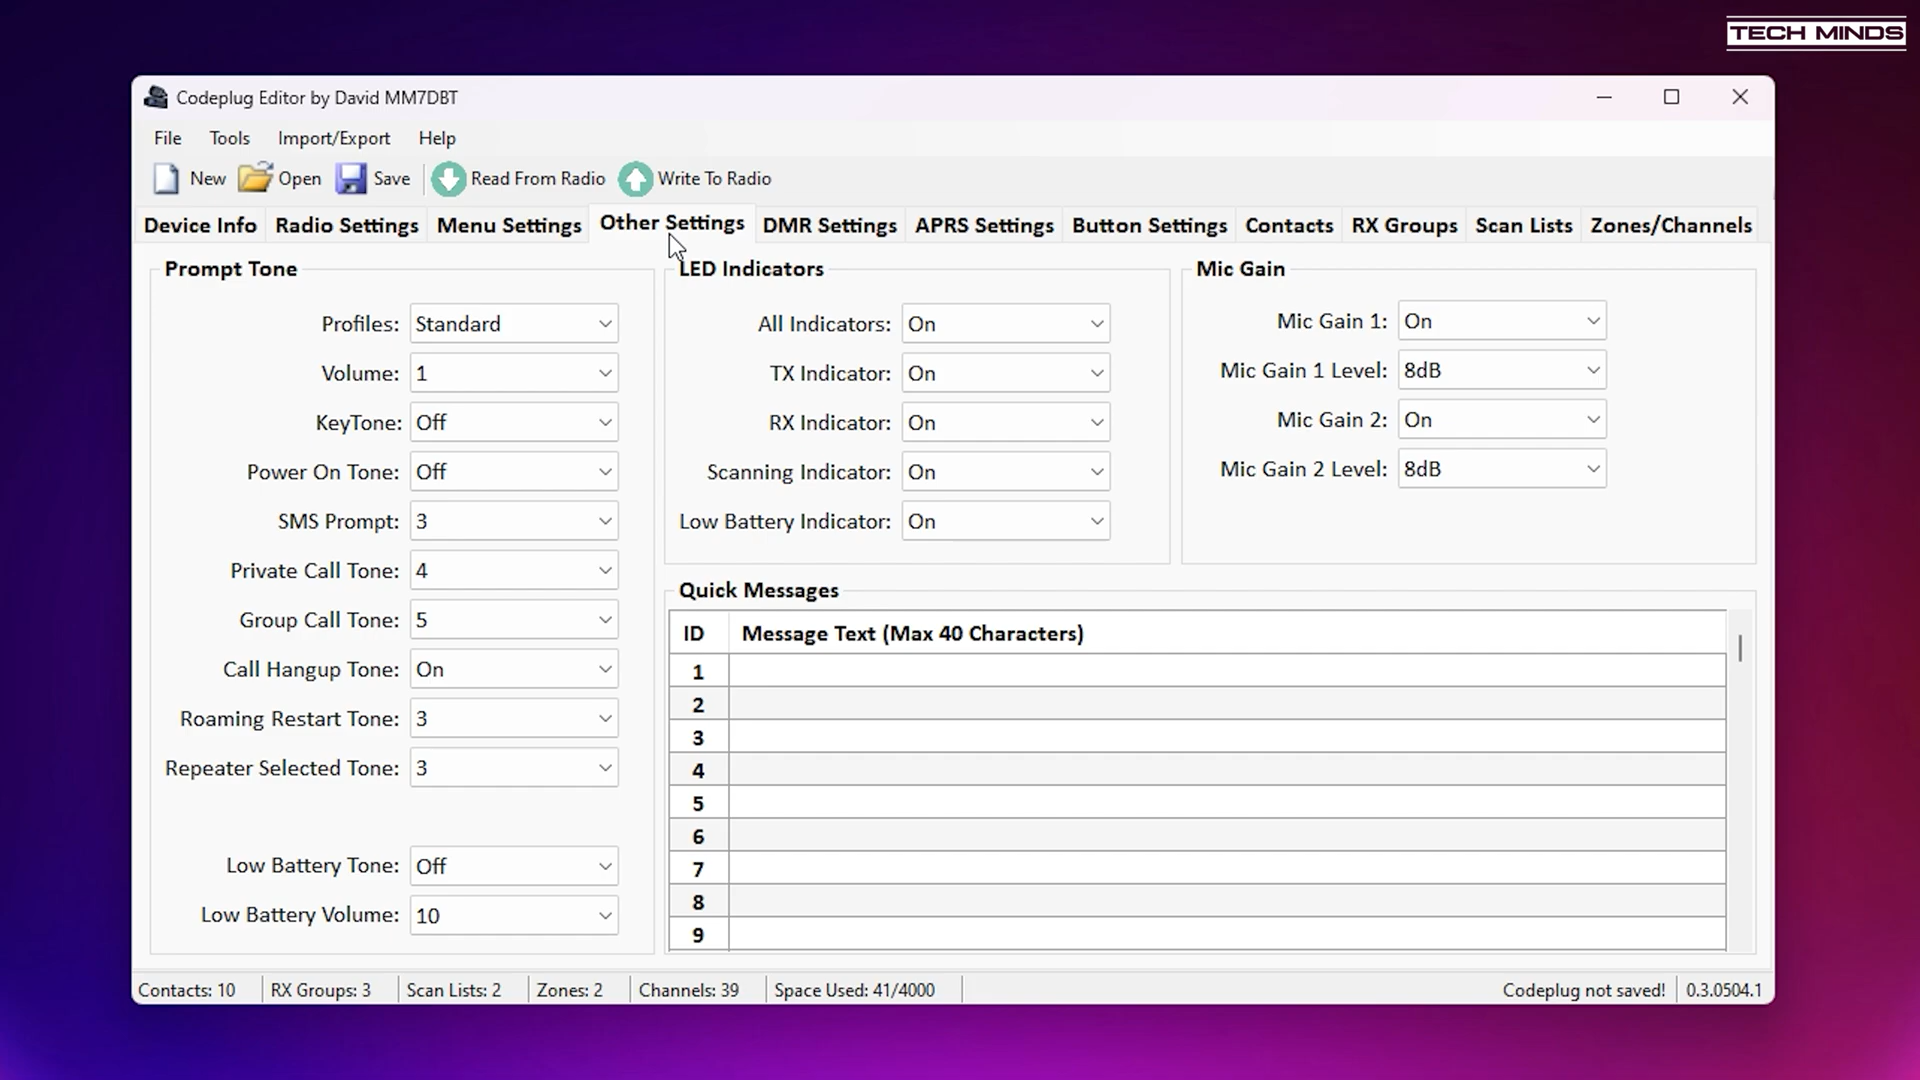 TECH MINDS
Codeplug Editor by David MM7DBT
File Tools Import/Export Help
New Open Save Read From Radio Write To Radio
Device Info Radio Settings Menu Settings Other Settings DMR Settings APRS Settings Button Settings Contacts RX Groups Scan Lists Zones/Channels
Prompt Tone
Profiles: Standard
Volume: 1
KeyTone: Off
Power On Tone: Off
SMS Prompt: 3
Private Call Tone: 4
Group Call Tone: 5
Call Hangup Tone: On
Roaming Restart Tone: 3
Repeater Selected Tone: 3
Low Battery Tone: Off
Low Battery Volume: 10
LED Indicators
All Indicators: On
TX Indicator: On
RX Indicator: On
Scanning Indicator: On
Low Battery Indicator: On
Mic Gain
Mic Gain 1: On
Mic Gain 1 Level: 8dB
Mic Gain 2: On
Mic Gain 2 Level: 8dB
Quick Messages
ID Message Text (Max 40 Characters)
1
2
3
4
5
6
7
8
9
Contacts: 10 RX Groups: 3 Scan Lists: 2 Zones: 2 Channels: 39 Space Used: 41/4000 Codeplug not saved! 0.3.0504.1